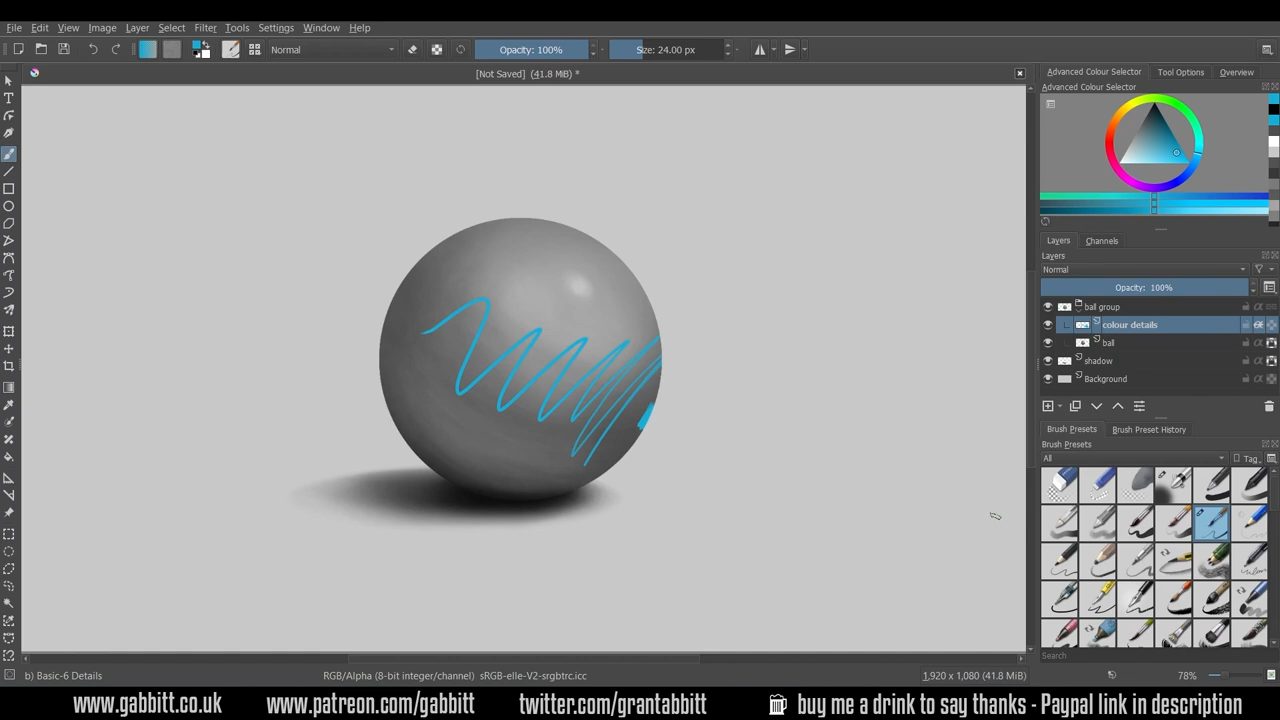 File Edit View Image Layer Select Filter Tools Settings Window Help
Normal Opacity: 100% Size: 24.00 px
[Not Saved] (41.8 MiB) *
Advanced Colour Selector Tool Options Overview
Advanced Colour Selector
Layers Channels
Layers
Normal
Opacity: 100%
ball group
colour details
ball
shadow
Background
Brush Presets Brush Preset History
Brush Presets
All Tag
Search
b) Basic-6 Details RGB/Alpha (8-bit integer/channel) sRGB-elle-V2-srgbtrc.icc 1,920 x 1,080 (41.8 MiB) 78%
www.gabbitt.co.uk www.patreon.com/gabbitt twitter.com/grantabbitt buy me a drink to say thanks - Paypal link in description